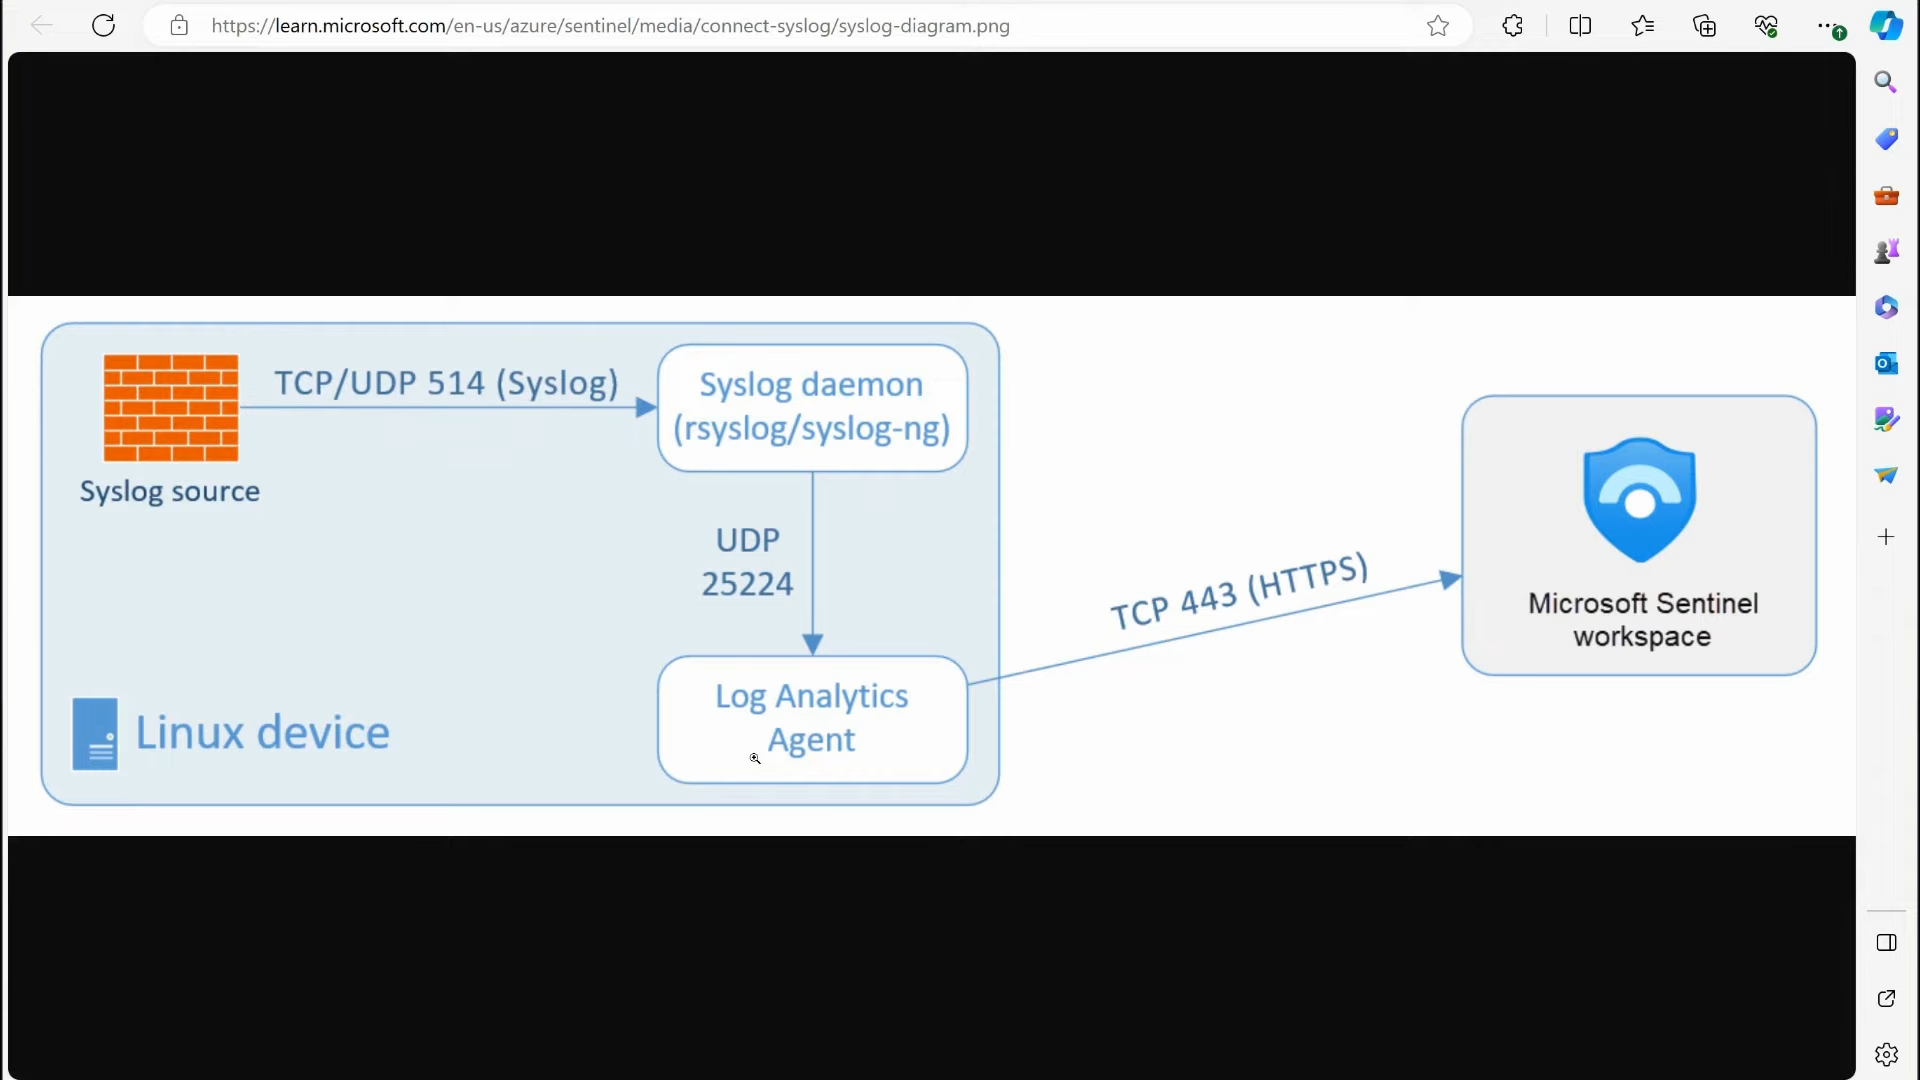 https://learn.microsoft.com/en-us/azure/sentinel/media/connect-syslog/syslog-diagram.png
TCP/UDP 514 (Syslog)
Syslog daemon
(rsyslog/syslog-ng)
Syslog source
UDP
25224
TCP 443 (HTTPS)
Microsoft Sentinel
workspace
Log Analytics
Agent
Linux device